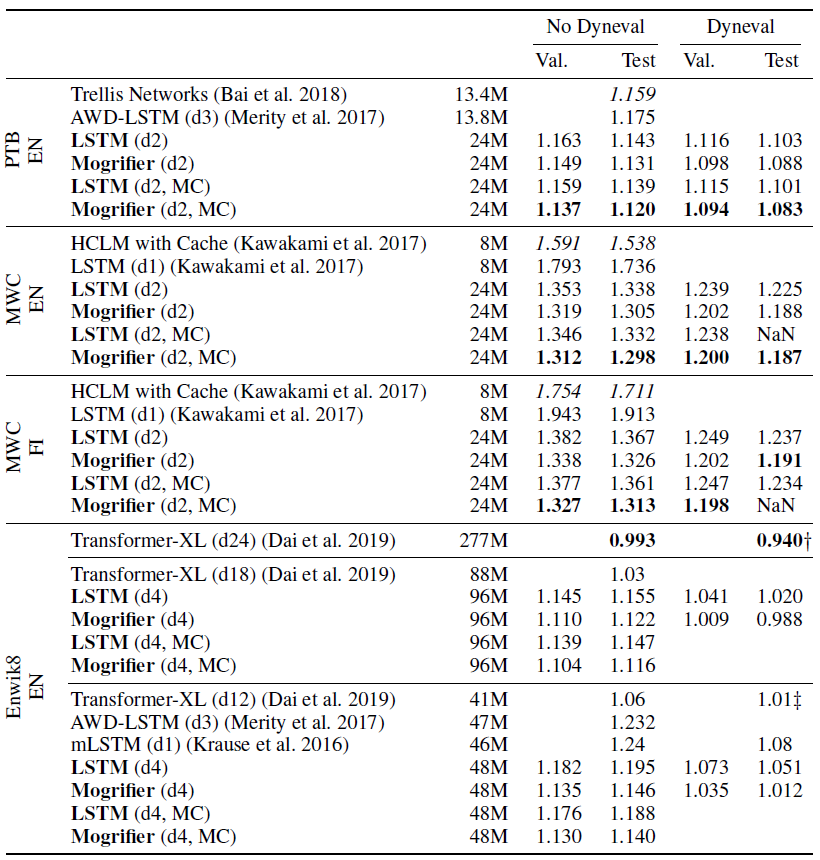 No Dyneval Dyneval
Val. Test Val. Test
PTB
EN
Trellis Networks (Bai et al. 2018) 13.4M 1.159
AWD-LSTM (d3) (Merity et al. 2017) 13.8M 1.175
LSTM (d2) 24M 1.163 1.143 1.116 1.103
Mogrifier (d2) 24M 1.149 1.131 1.098 1.088
LSTM (d2, MC) 24M 1.159 1.139 1.115 1.101
Mogrifier (d2, MC) 24M 1.137 1.120 1.094 1.083
MWC
EN
HCLM with Cache (Kawakami et al. 2017) 8M 1.591 1.538
LSTM (d1) (Kawakami et al. 2017) 8M 1.793 1.736
LSTM (d2) 24M 1.353 1.338 1.239 1.225
Mogrifier (d2) 24M 1.319 1.305 1.202 1.188
LSTM (d2, MC) 24M 1.346 1.332 1.238 NaN
Mogrifier (d2, MC) 24M 1.312 1.298 1.200 1.187
MWC
FI
HCLM with Cache (Kawakami et al. 2017) 8M 1.754 1.711
LSTM (d1) (Kawakami et al. 2017) 8M 1.943 1.913
LSTM (d2) 24M 1.382 1.367 1.249 1.237
Mogrifier (d2) 24M 1.338 1.326 1.202 1.191
LSTM (d2, MC) 24M 1.377 1.361 1.247 1.234
Mogrifier (d2, MC) 24M 1.327 1.313 1.198 NaN
Enwik8
EN
Transformer-XL (d24) (Dai et al. 2019) 277M 0.993 0.940†
Transformer-XL (d18) (Dai et al. 2019) 88M 1.03
LSTM (d4) 96M 1.145 1.155 1.041 1.020
Mogrifier (d4) 96M 1.110 1.122 1.009 0.988
LSTM (d4, MC) 96M 1.139 1.147
Mogrifier (d4, MC) 96M 1.104 1.116
Transformer-XL (d12) (Dai et al. 2019) 41M 1.06 1.01‡
AWD-LSTM (d3) (Merity et al. 2017) 47M 1.232
mLSTM (d1) (Krause et al. 2016) 46M 1.24 1.08
LSTM (d4) 48M 1.182 1.195 1.073 1.051
Mogrifier (d4) 48M 1.135 1.146 1.035 1.012
LSTM (d4, MC) 48M 1.176 1.188
Mogrifier (d4, MC) 48M 1.130 1.140